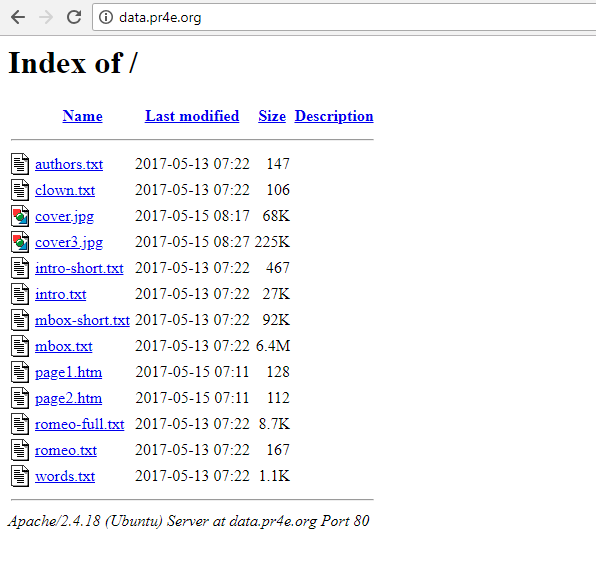 data.pr4e.org
Index of /
Name Last modified Size Description
authors.txt 2017-05-13 07:22 147
clown.txt 2017-05-13 07:22 106
cover.jpg 2017-05-15 08:17 68K
cover3.jpg 2017-05-15 08:27 225K
intro-short.txt 2017-05-13 07:22 467
intro.txt 2017-05-13 07:22 27K
mbox-short.txt 2017-05-13 07:22 92K
mbox.txt 2017-05-13 07:22 6.4M
page1.htm 2017-05-15 07:11 128
page2.htm 2017-05-15 07:11 112
romeo-full.txt 2017-05-13 07:22 8.7K
romeo.txt 2017-05-13 07:22 167
words.txt 2017-05-13 07:22 1.1K
Apache/2.4.18 (Ubuntu) Server at data.pr4e.org Port 80